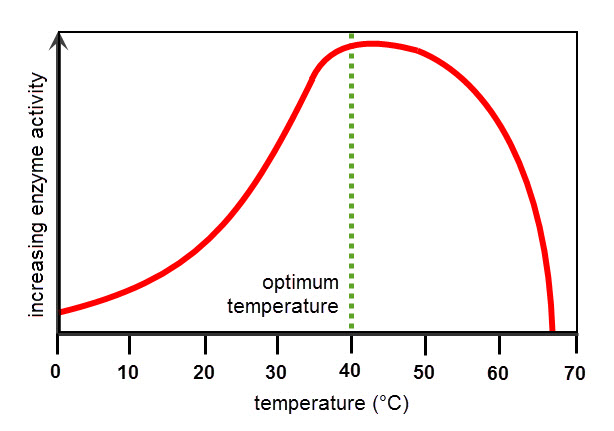 increasing enzyme activity
optimum
temperature
0 10 20 30 40 50 60 70
temperature (°C)